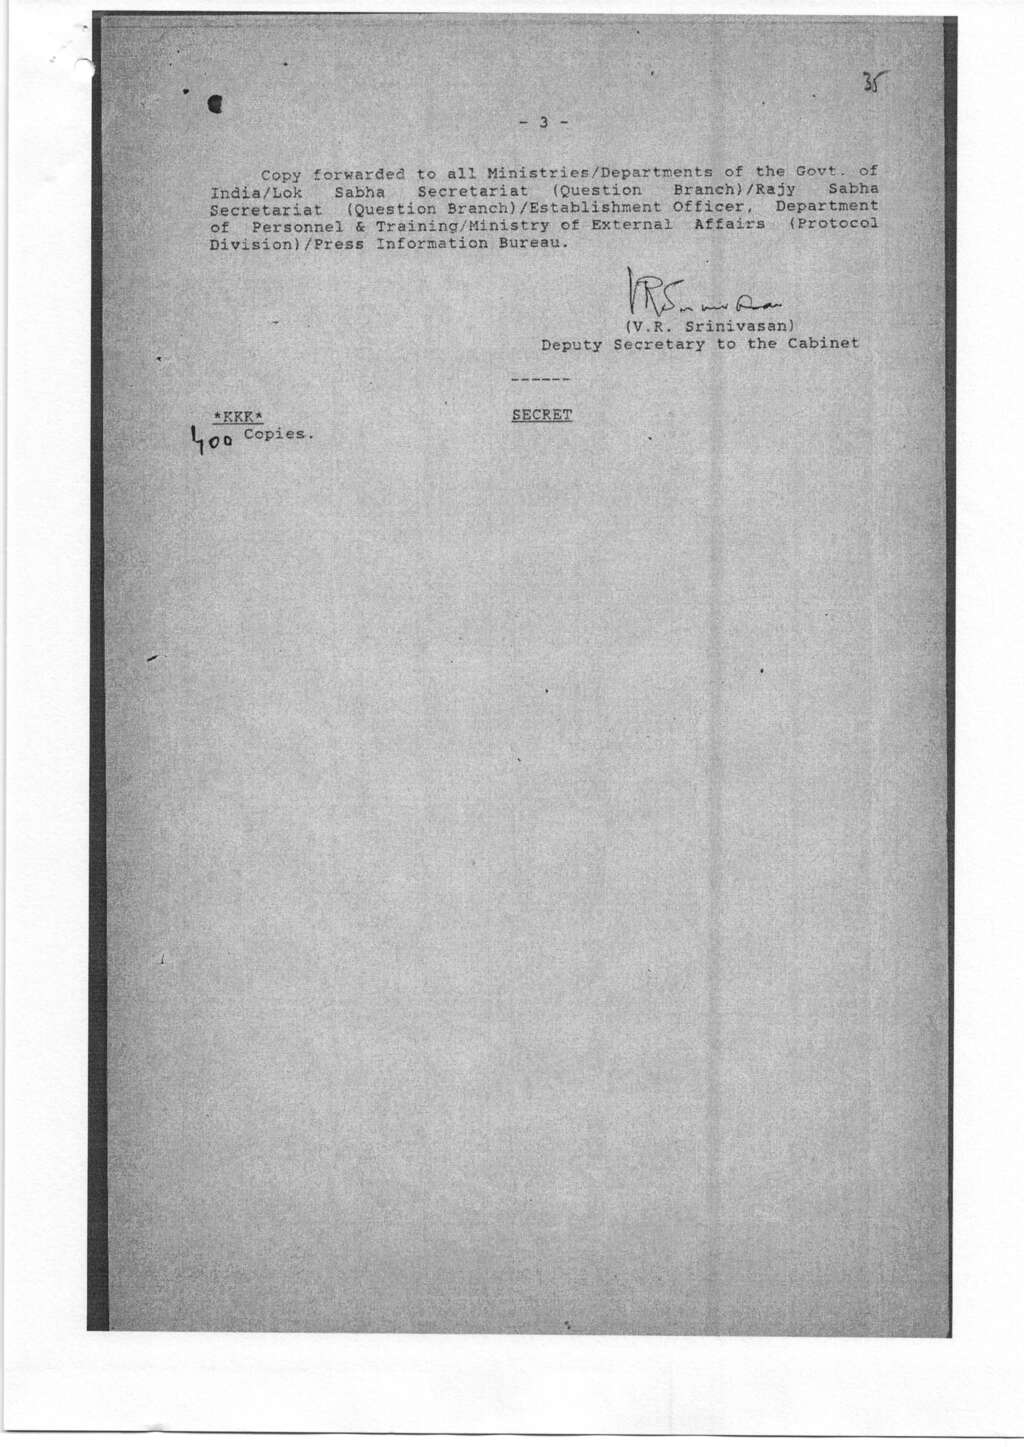 35
- 3 -
Copy forwarded to all Ministries/Departments of the Govt. of
India/Lok Sabha Secretariat (Question Branch)/Rajy Sabha
Secretariat (Question Branch)/Establishment Officer, Department
of Personnel & Training/Ministry of External Affairs (Protocol
Division)/Press Information Bureau.
VRSrinivasan
(V.R. Srinivasan)
Deputy Secretary to the Cabinet
------
*KKK* SECRET
400 Copies.